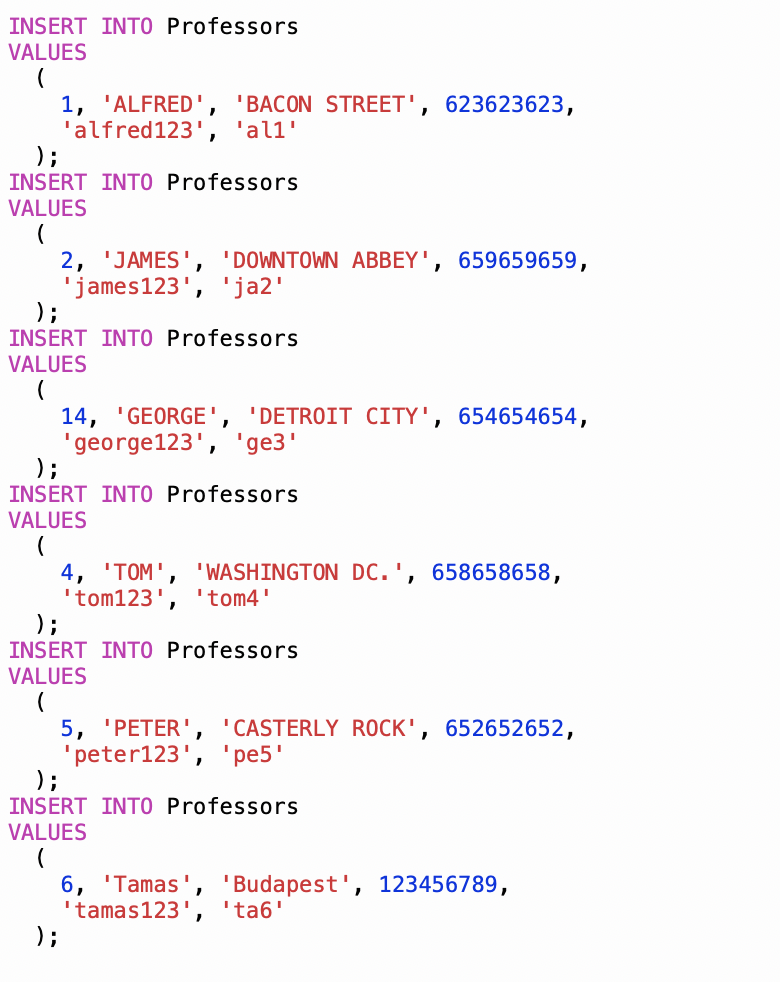 INSERT INTO Professors
VALUES
(
1, 'ALFRED', 'BACON STREET', 623623623,
'alfred123', 'al1'
);
INSERT INTO Professors
VALUES
(
2, 'JAMES', 'DOWNTOWN ABBEY', 659659659,
'james123', 'ja2'
);
INSERT INTO Professors
VALUES
(
14, 'GEORGE', 'DETROIT CITY', 654654654,
'george123', 'ge3'
);
INSERT INTO Professors
VALUES
(
4, 'TOM', 'WASHINGTON DC.', 658658658,
'tom123', 'tom4'
);
INSERT INTO Professors
VALUES
(
5, 'PETER', 'CASTERLY ROCK', 652652652,
'peter123', 'pe5'
);
INSERT INTO Professors
VALUES
(
6, 'Tamas', 'Budapest', 123456789,
'tamas123', 'ta6'
);